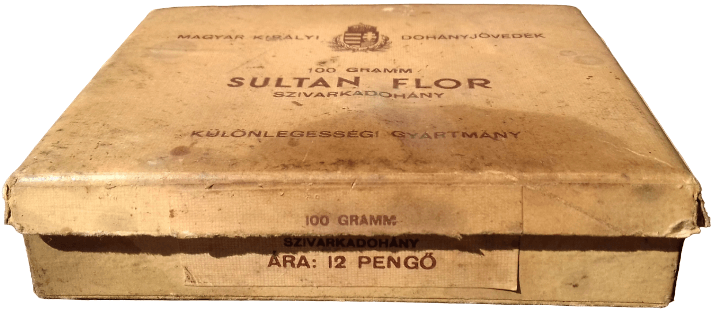 MAGYAR KIRÁLYI DOHÁNYJÖVEDÉK
100 GRAMM
SULTAN FLOR
SZIVARKADOHÁNY
KÜLÖNLEGESSÉGI GYÁRTMÁNY
100 GRAMM
SZIVARKADOHÁNY
ÁRA: 12 PENGŐ